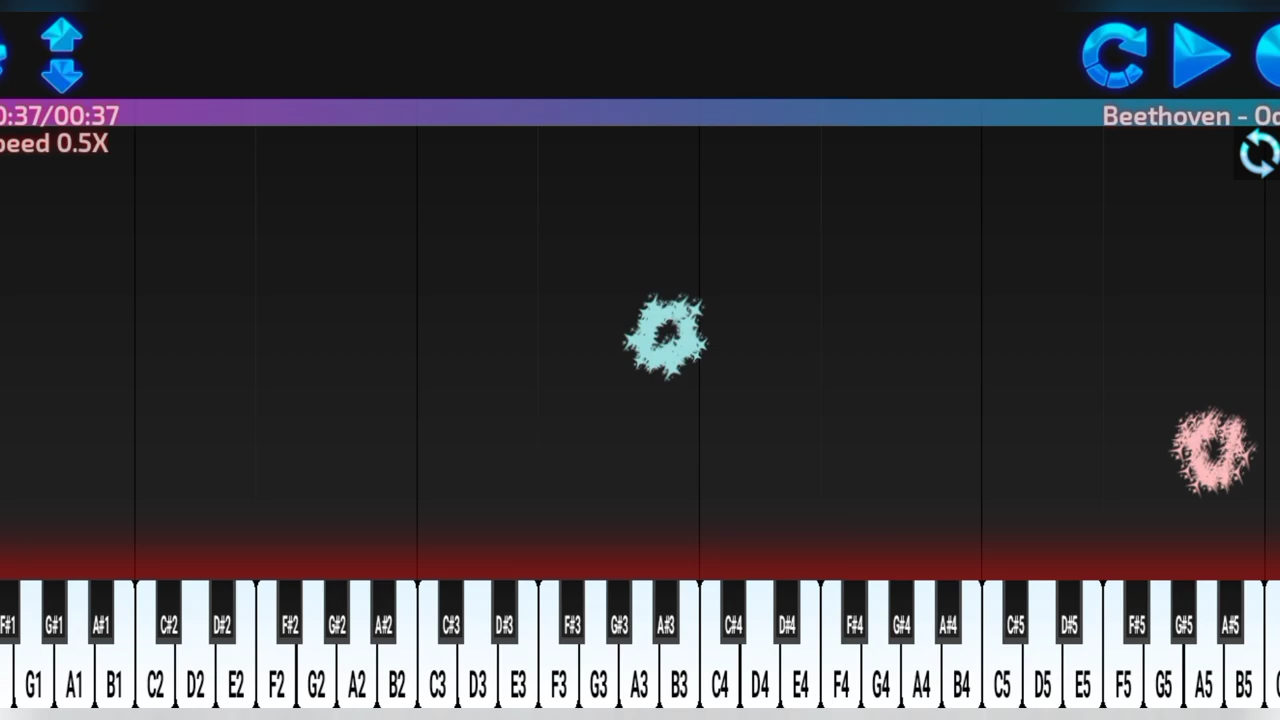 0:37/00:37
Beethoven - Od
peed 0.5X
F#1 G#1 A#1 C#2 D#2 F#2 G#2 A#2 C#3 D#3 F#3 G#3 A#3 C#4 D#4 F#4 G#4 A#4 C#5 D#5 F#5 G#5 A#5
G1 A1 B1 C2 D2 E2 F2 G2 A2 B2 C3 D3 E3 F3 G3 A3 B3 C4 D4 E4 F4 G4 A4 B4 C5 D5 E5 F5 G5 A5 B5